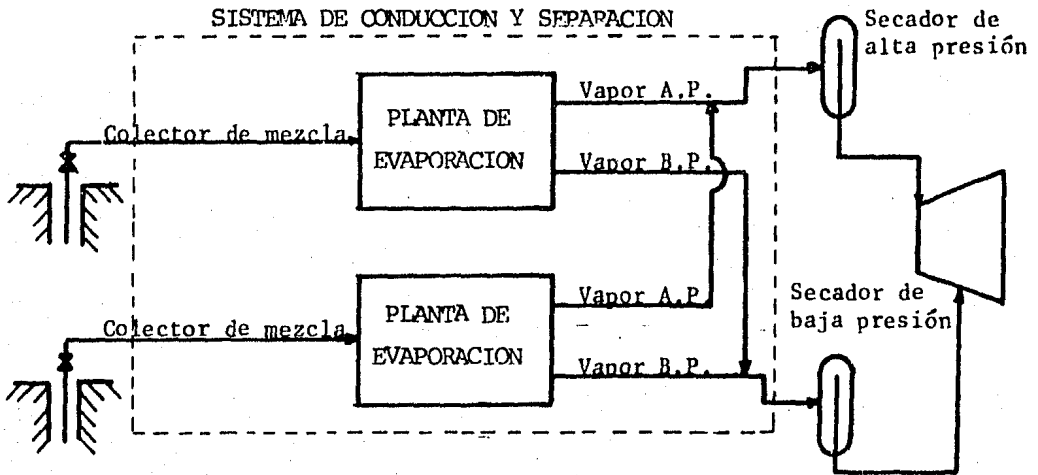 SISTEMA DE CONDUCCION Y SEPARACION
Secador de
alta presión
Vapor A.P.
PLANTA DE
EVAPORACION
Colector de mezcla
Vapor B.P.
Secador de
baja presión
Vapor A.P.
PLANTA DE
EVAPORACION
Colector de mezcla
Vapor B.P.